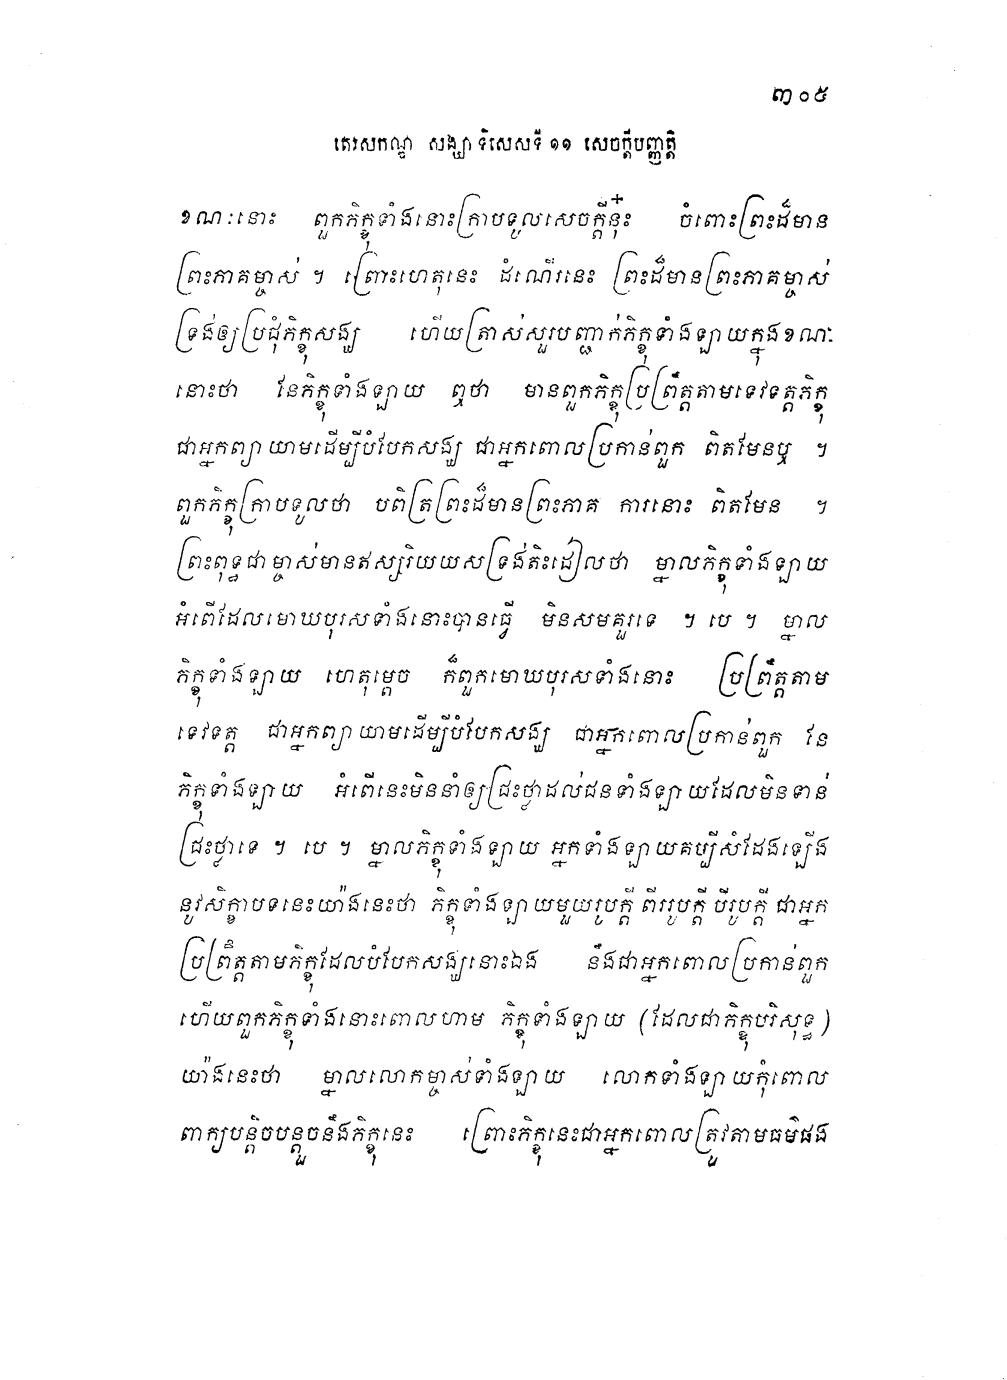 ៣០៥
តេរសកណ្ឌ សង្ឃាទិសេសទី ១១ សេចក្តីបញ្ញត្តិ
ខណៈនោះ ពួកភិក្ខុទាំងនោះក្រាបទូលសេចក្តីនុ៎ះ ចំពោះព្រះដ៏មាន
ព្រះភាគម្ចាស់ ។ ព្រោះហេតុនេះ ដំណើរនេះ ព្រះដ៏មានព្រះភាគម្ចាស់
ទ្រង់ឲ្យប្រជុំភិក្ខុសង្ឃ ហើយត្រាស់សួរបញ្ជាក់ភិក្ខុទាំងឡាយក្នុងខណៈ
នោះថា នែភិក្ខុទាំងឡាយ ឮថា មានពួកភិក្ខុប្រព្រឹត្តតាមទេវទត្តភិក្ខុ
ជាអ្នកព្យាយាមដើម្បីបំបែកសង្ឃ ជាអ្នកពោលប្រកាន់ពួក ពិតមែនឬ ។
ពួកភិក្ខុក្រាបទូលថា បពិត្រព្រះដ៏មានព្រះភាគ ការនោះ ពិតមែន ។
ព្រះពុទ្ធជាម្ចាស់មានឥស្សរិយយសទ្រង់តិះដៀលថា ម្នាលភិក្ខុទាំងឡាយ
អំពើដែលមោឃបុរសទាំងនោះបានធ្វើ មិនសមគួរទេ ។ បេ ។ ម្នាល
ភិក្ខុទាំងឡាយ ហេតុម្តេច ក៏ពួកមោឃបុរសទាំងនោះ ប្រព្រឹត្តតាម
ទេវទត្ត ជាអ្នកព្យាយាមដើម្បីបំបែកសង្ឃ ជាអ្នកពោលប្រកាន់ពួក នែ
ភិក្ខុទាំងឡាយ អំពើនេះមិននាំឲ្យជ្រះថ្លាដល់ជនទាំងឡាយដែលមិនទាន់
ជ្រះថ្លាទេ ។ បេ ។ ម្នាលភិក្ខុទាំងឡាយ អ្នកទាំងឡាយគប្បីសំដែងឡើង
នូវសិក្ខាបទនេះយ៉ាងនេះថា ភិក្ខុទាំងឡាយមួយរូបក្តី ពីររូបក្តី បីរូបក្តី ជាអ្នក
ប្រព្រឹត្តតាមភិក្ខុដែលបំបែកសង្ឃនោះឯង នឹងជាអ្នកពោលប្រកាន់ពួក
ហើយពួកភិក្ខុទាំងនោះពោលហាម ភិក្ខុទាំងឡាយ (ដែលជាភិក្ខុបរិសុទ្ធ)
យ៉ាងនេះថា ម្នាលលោកម្ចាស់ទាំងឡាយ លោកទាំងឡាយកុំពោល
ពាក្យបន្តិចបន្តួចនឹងភិក្ខុនេះ ព្រោះភិក្ខុនេះជាអ្នកពោលត្រូវតាមធម៌ផង